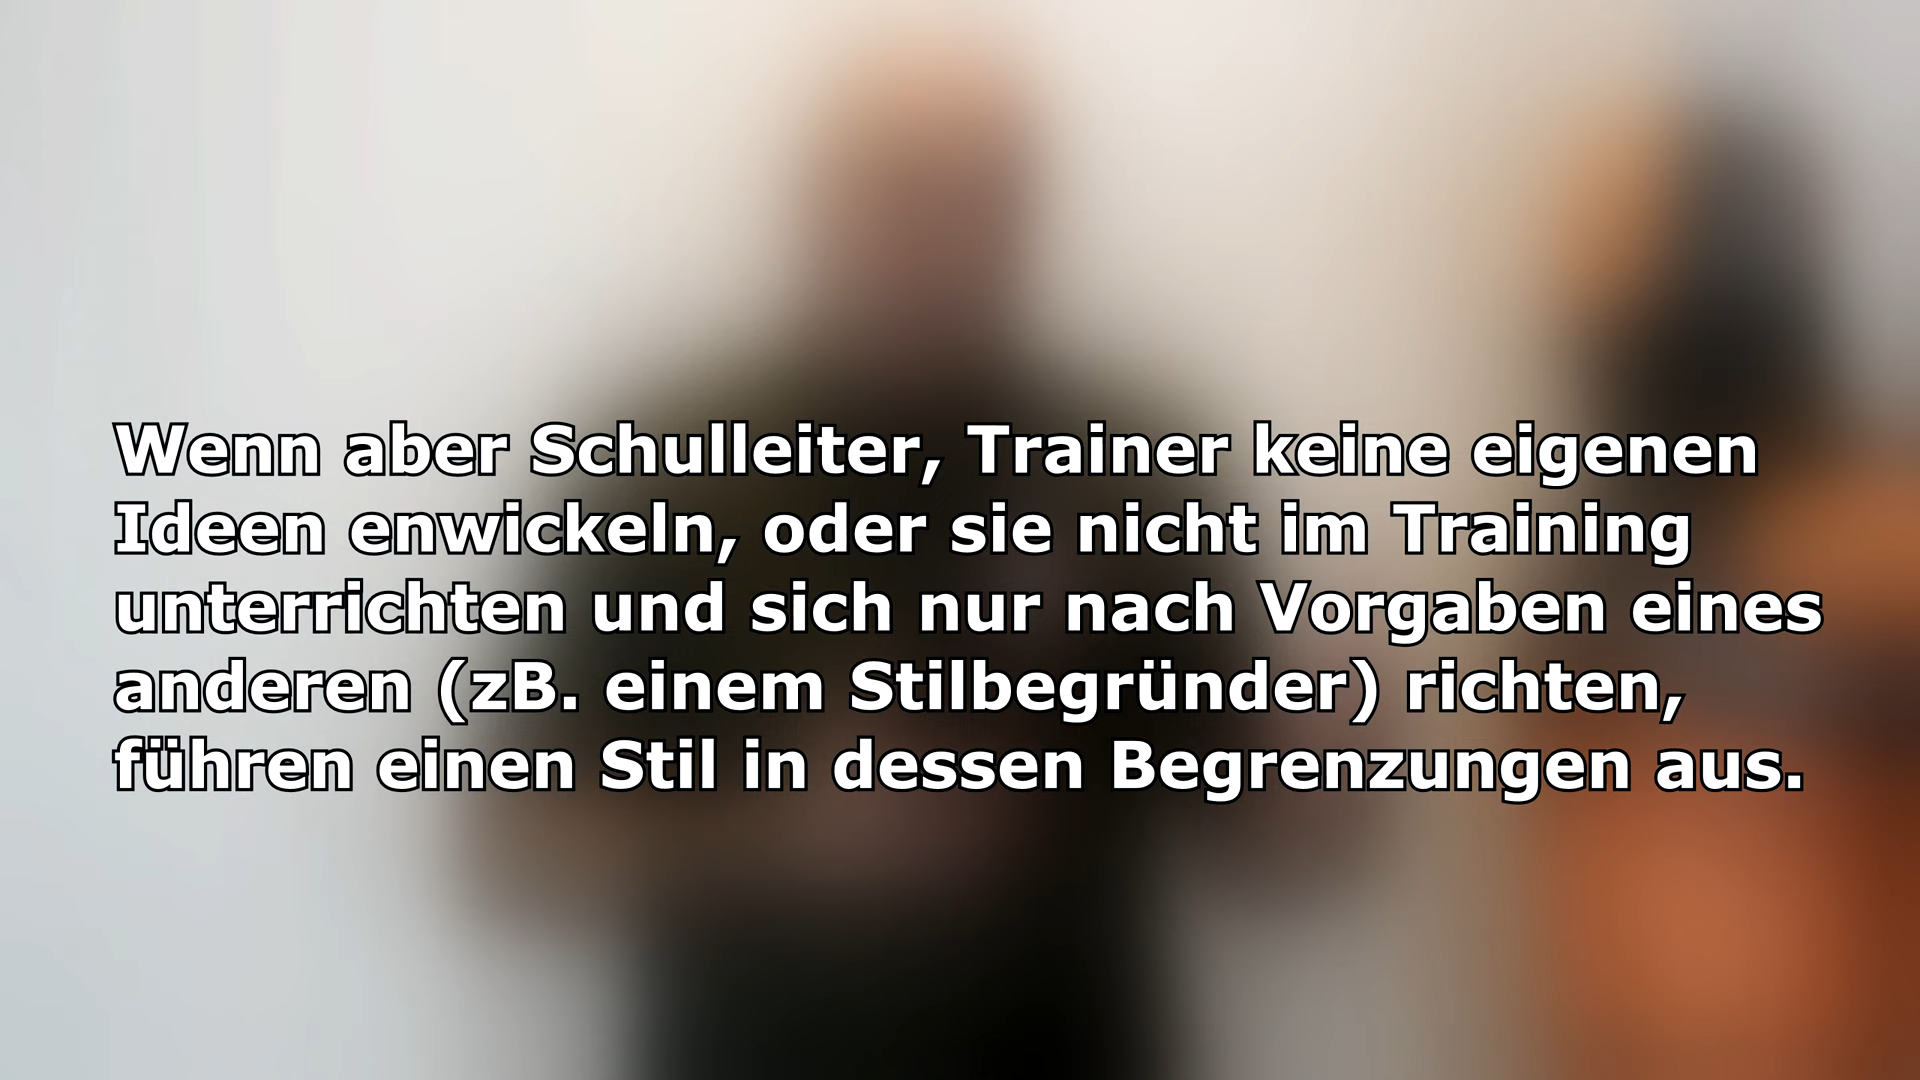 Wenn aber Schulleiter, Trainer keine eigenen
Ideen enwickeln, oder sie nicht im Training
unterrichten und sich nur nach Vorgaben eines
anderen (zB. einem Stilbegründer) richten,
führen einen Stil in dessen Begrenzungen aus.